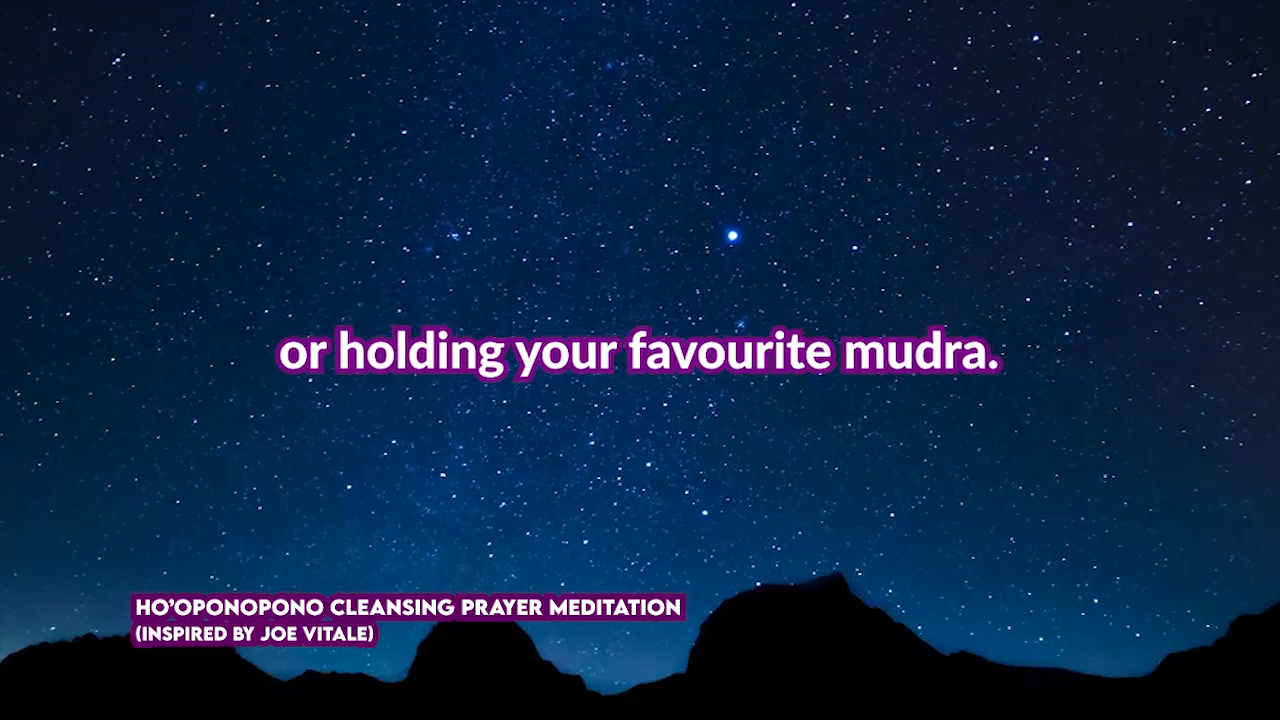 or holding your favourite mudra.
HO'OPONOPONO CLEANSING PRAYER MEDITATION
(INSPIRED BY JOE VITALE)